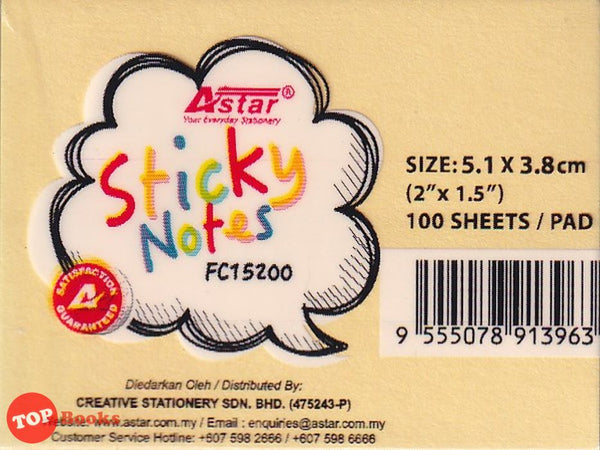 Astar®
Your Everyday Stationery
Sticky
Notes
FC15200
SATISFACTION
GUARANTEED
SIZE: 5.1 X 3.8cm
(2"x 1.5")
100 SHEETS / PAD
9 555078 913963
Diedarkan Oleh / Distributed By:
CREATIVE STATIONERY SDN. BHD. (475243-P)
www.astar.com.my / Email : enquiries@astar.com.my
Customer Service Hotline: +607 598 2666 / +607 598 6666
TOP Books